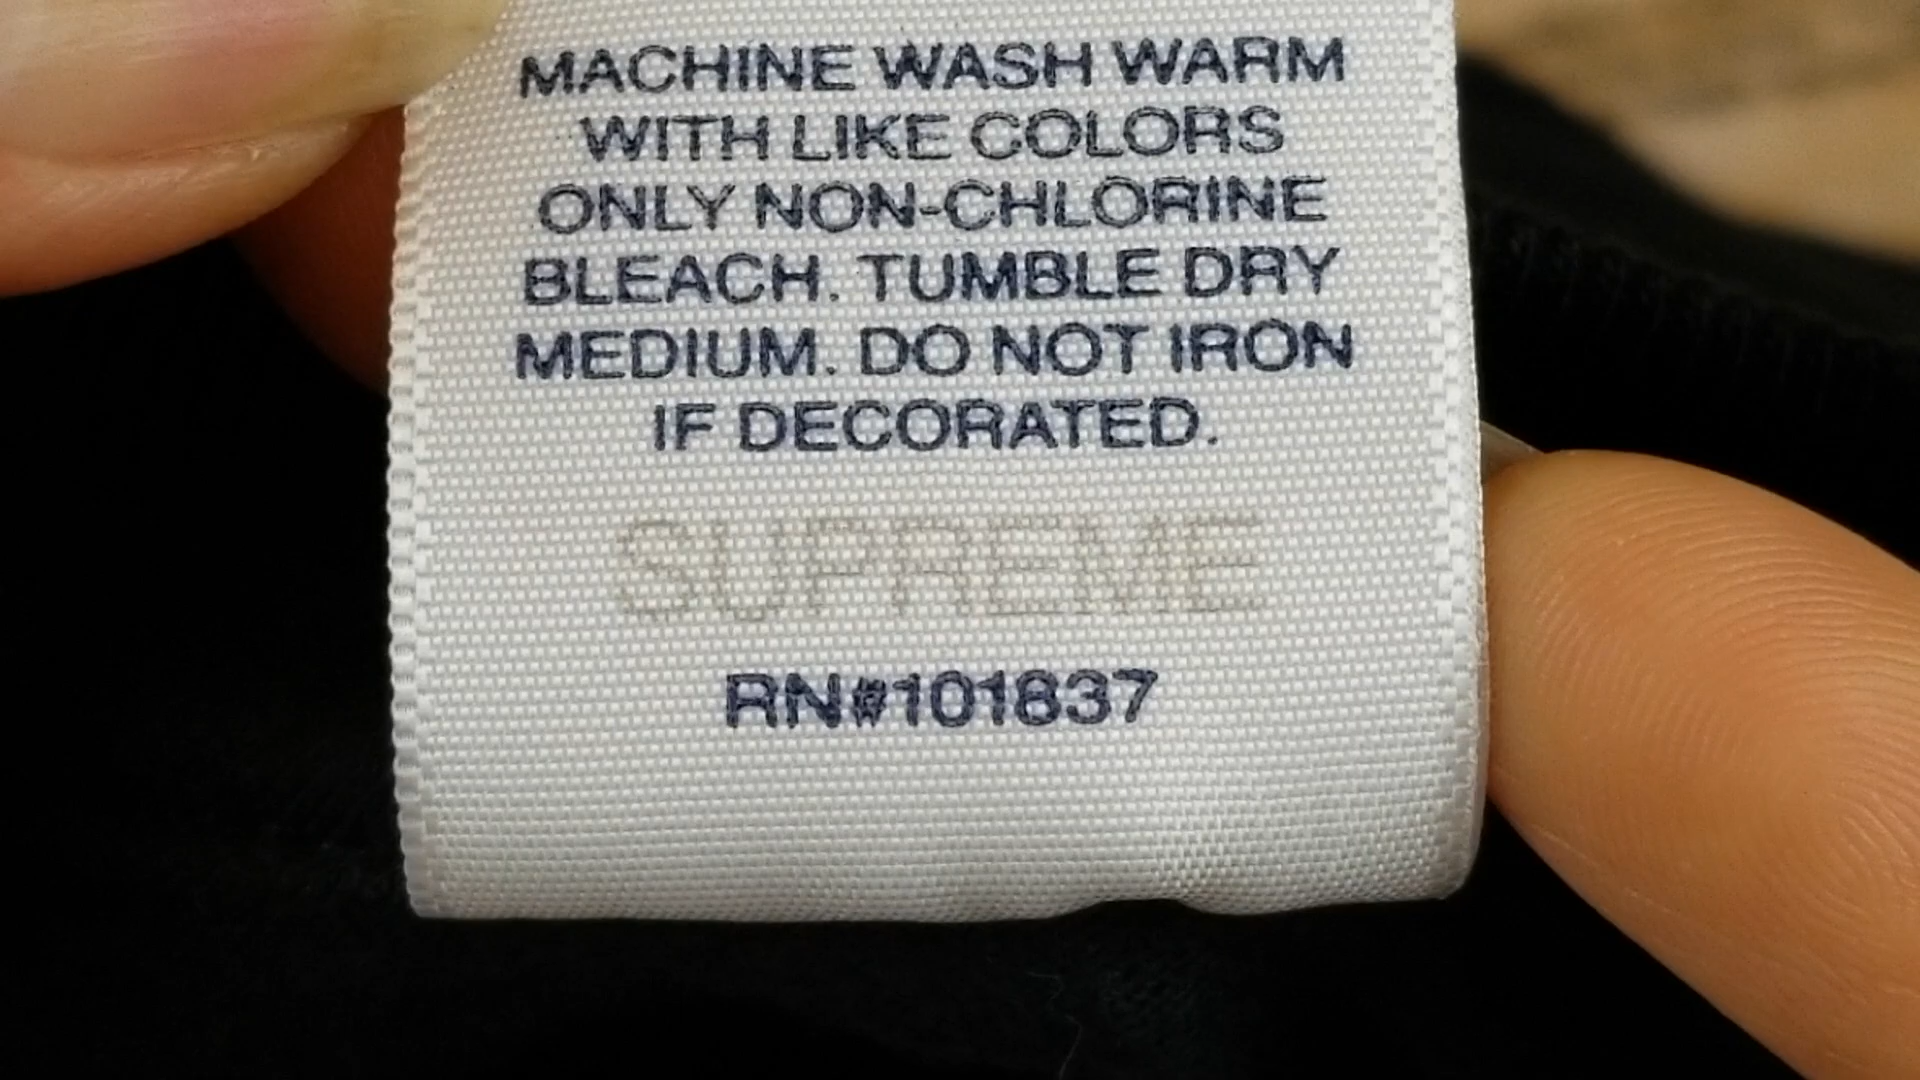 MACHINE WASH WARM
WITH LIKE COLORS
ONLY NON-CHLORINE
BLEACH. TUMBLE DRY
MEDIUM. DO NOT IRON
IF DECORATED.
SUPREME
RN#101837